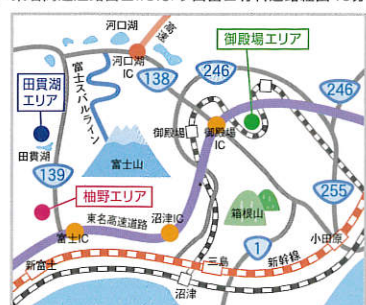 河口湖
高速
河口湖
IC
御殿場エリア
138
246
246
田貫湖
エリア
富士スバルライン
御殿場
御殿場
IC
田貫湖
富士山
139
255
柚野エリア
箱根山
東名高速道路
沼津IC
富士IC
1
小田原
新幹線
新富士
三島
沼津